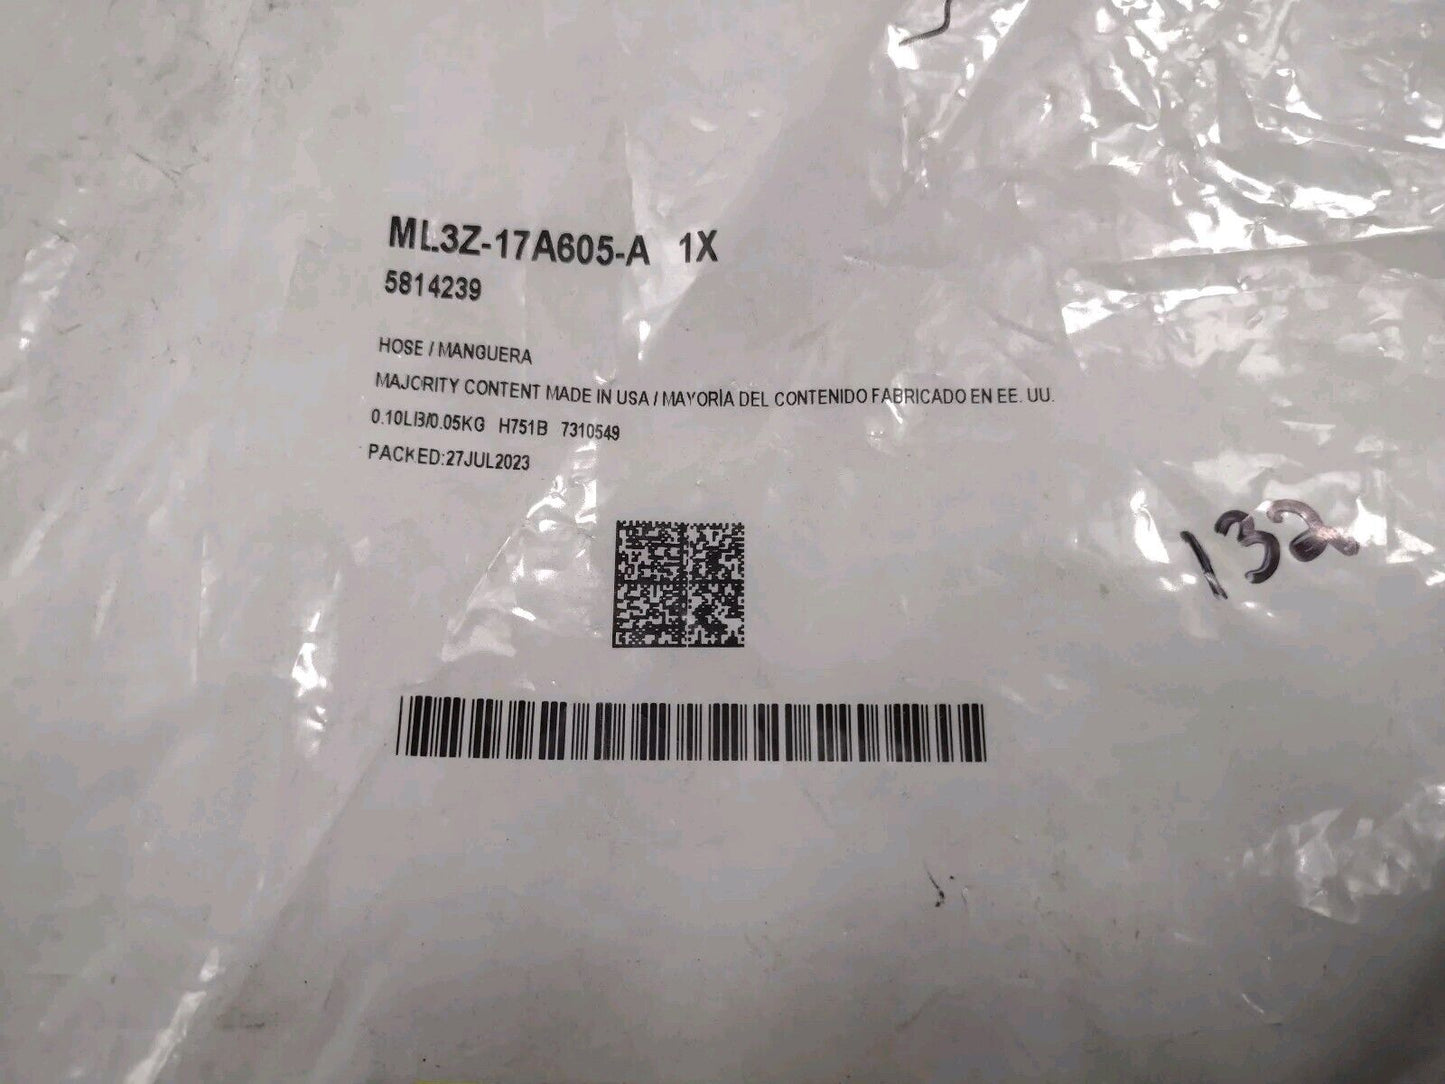 ML3Z-17A605-A 1X
5814239
HOSE / MANGUERA
MAJORITY CONTENT MADE IN USA / MAYORÍA DEL CONTENIDO FABRICADO EN EE. UU.
0.10LB/0.05KG H751B 7310549
PACKED:27JUL2023
132